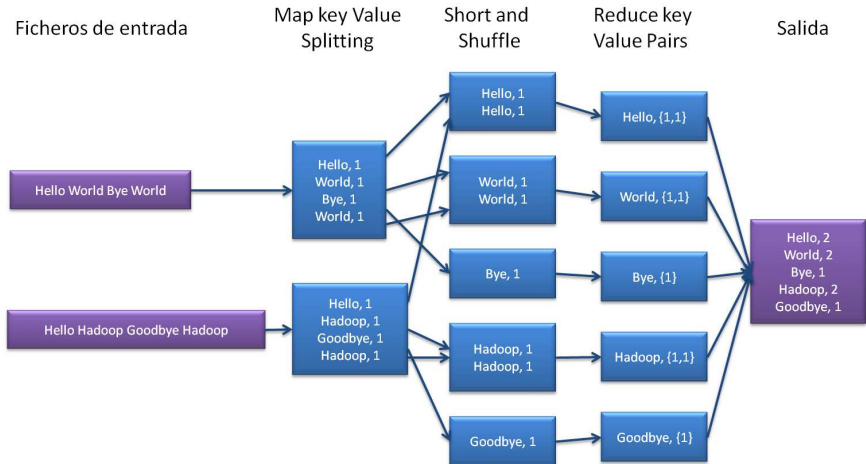 Ficheros de entrada
Map key Value
Splitting
Short and
Shuffle
Reduce key
Value Pairs
Salida
Hello World Bye World
Hello Hadoop Goodbye Hadoop
Hello, 1
World, 1
Bye, 1
World, 1
Hello, 1
Hadoop, 1
Goodbye, 1
Hadoop, 1
Hello, 1
Hello, 1
World, 1
World, 1
Bye, 1
Hadoop, 1
Hadoop, 1
Goodbye, 1
Hello, {1,1}
World, {1,1}
Bye, {1}
Hadoop, {1,1}
Goodbye, {1}
Hello, 2
World, 2
Bye, 1
Hadoop, 2
Goodbye, 1